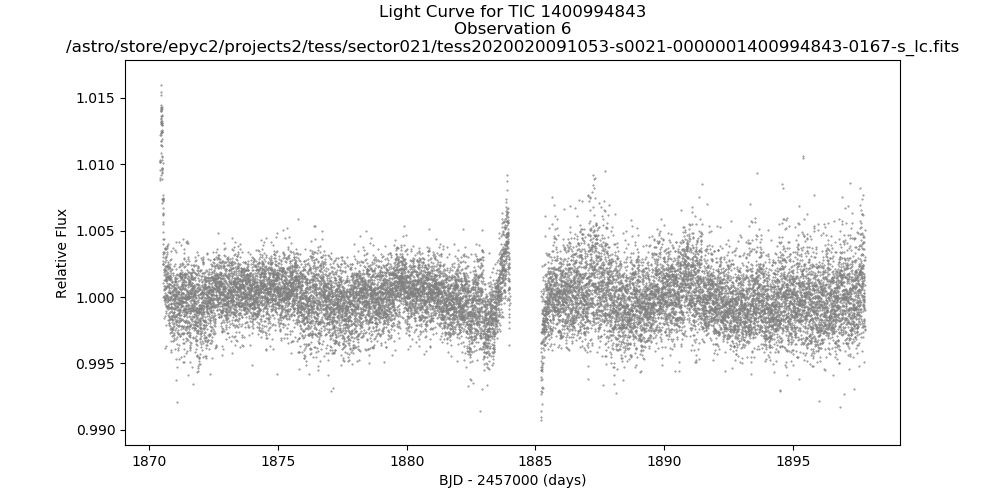 Light Curve for TIC 1400994843
Observation 6
/astro/store/epyc2/projects2/tess/sector021/tess2020020091053-s0021-0000001400994843-0167-s_lc.fits
1.015
1.010
1.005
1.000
0.995
0.990
Relative Flux
1870 1875 1880 1885 1890 1895
BJD - 2457000 (days)